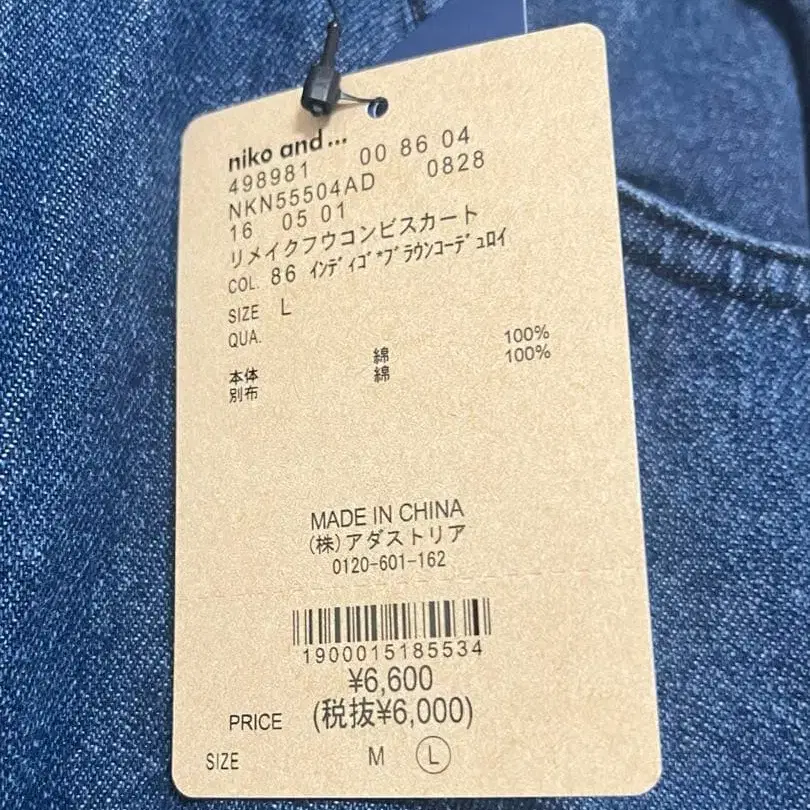 niko and...
498981 00 86 04
NKN55504AD 0828
16 05 01
リメイクフウコンビスカート
COL. 86 ｲﾝﾃﾞｨｺﾞ*ﾌﾞﾗｳﾝｺｰﾃﾞｭﾛｲ
SIZE L
QUA.
本体 綿 100%
別布 綿 100%
MADE IN CHINA
(株)アダストリア
0120-601-162
1900015185534
¥6,600
PRICE (税抜¥6,000)
SIZE M L